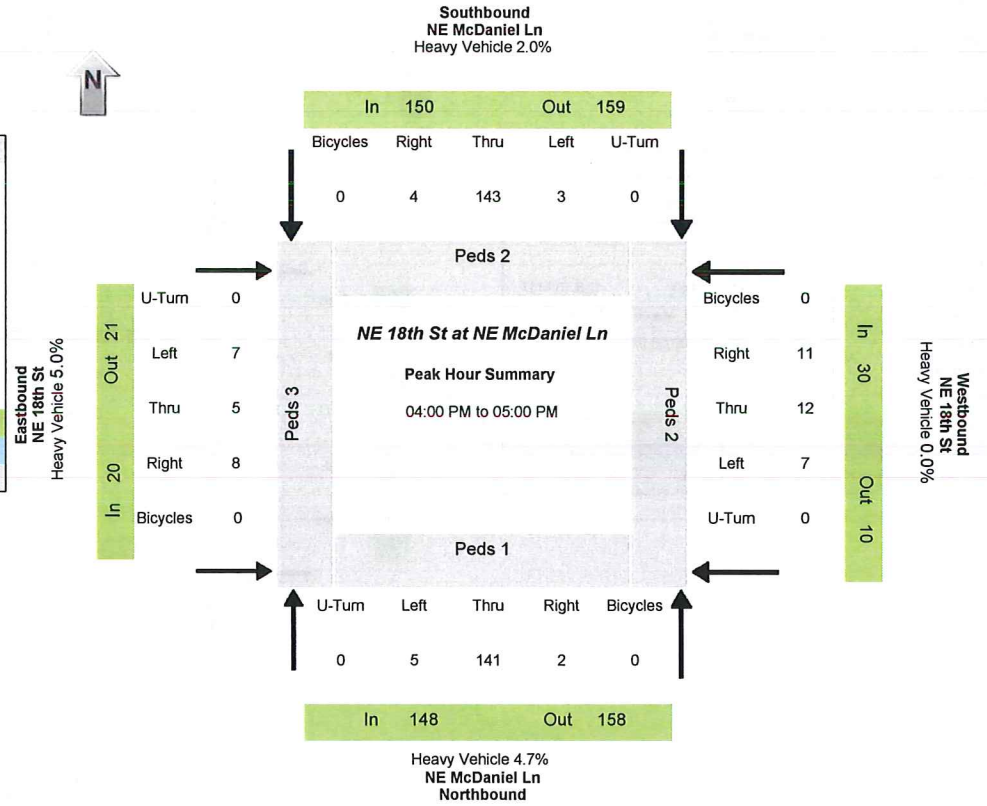 Southbound
NE McDaniel Ln
Heavy Vehicle 2.0%
N
In 150 Out 159
Bicycles Right Thru Left U-Turn
0 4 143 3 0
Peds 2
Eastbound
NE 18th St
Heavy Vehicle 5.0%
In 20 Out 21
U-Turn 0
Left 7
Thru 5
Right 8
Bicycles 0
Peds 3
NE 18th St at NE McDaniel Ln
Peak Hour Summary
04:00 PM to 05:00 PM
Peds 2
Bicycles 0
Right 11
Thru 12
Left 7
U-Turn 0
In 30 Out 10
Westbound
NE 18th St
Heavy Vehicle 0.0%
Peds 1
U-Turn Left Thru Right Bicycles
0 5 141 2 0
In 148 Out 158
Heavy Vehicle 4.7%
NE McDaniel Ln
Northbound